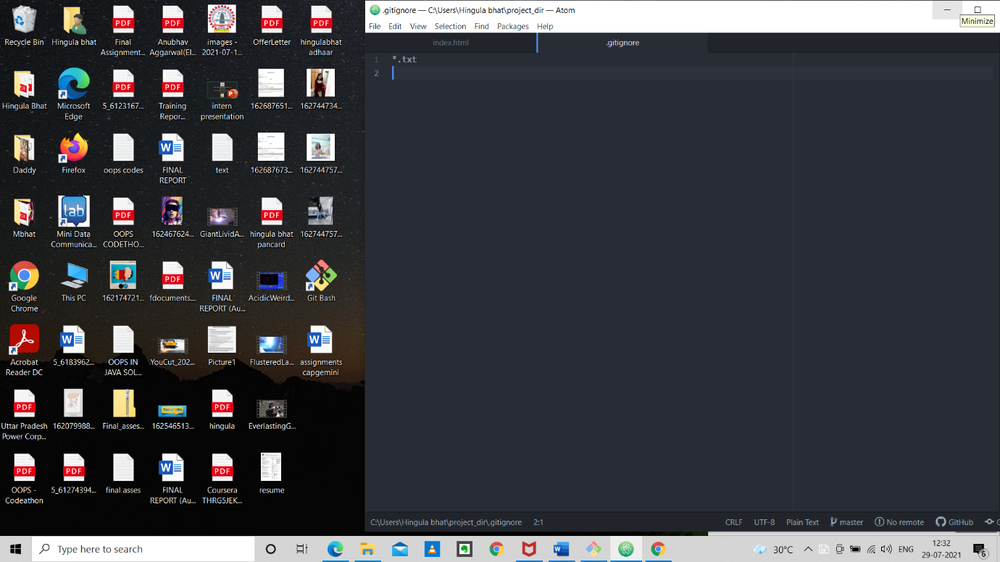 .gitignore — C:\Users\Hingula bhat\project_dir — Atom
Minimize
File Edit View Selection Find Packages Help
index.html .gitignore
1 *.txt
2
C:\Users\Hingula bhat\project_dir\.gitignore 2:1 CRLF UTF-8 Plain Text master No remote GitHub G
Recycle Bin
Hingula bhat
Final
Assignment...
Anubhav
Aggarwal(EI...
images -
2021-07-1...
OfferLetter
hingulabhat
adhaar
Hingula Bhat
Microsoft
Edge
5_6123167...
Training
Repor...
intern
presentation
162687651...
162744734...
Daddy
Firefox
oops codes
FINAL
REPORT
text
162687673...
162744757...
Mbhat
Mini Data
Communica...
OOPS
CODETHO...
162467624...
GiantLividA...
hingula bhat
pancard
162744757...
Google
Chrome
This PC
162174721...
fdocuments....
FINAL
REPORT (Au...
AcidicWeird...
Git Bash
Acrobat
Reader DC
5_6183962...
OOPS IN
JAVA SOL...
YouCut_202...
Picture1
FlusteredLa...
assignments
capgemini
Uttar Pradesh
Power Corp...
162079988...
Final_asses...
162546513...
hingula
EverlastingG...
OOPS -
Codeathon
5_61274394...
final asses
FINAL
REPORT (Au...
Coursera
THRG5JEK...
resume
PDF
lab
THANK YOU
Type here to search
30°C ENG 12:32
29-07-2021
6